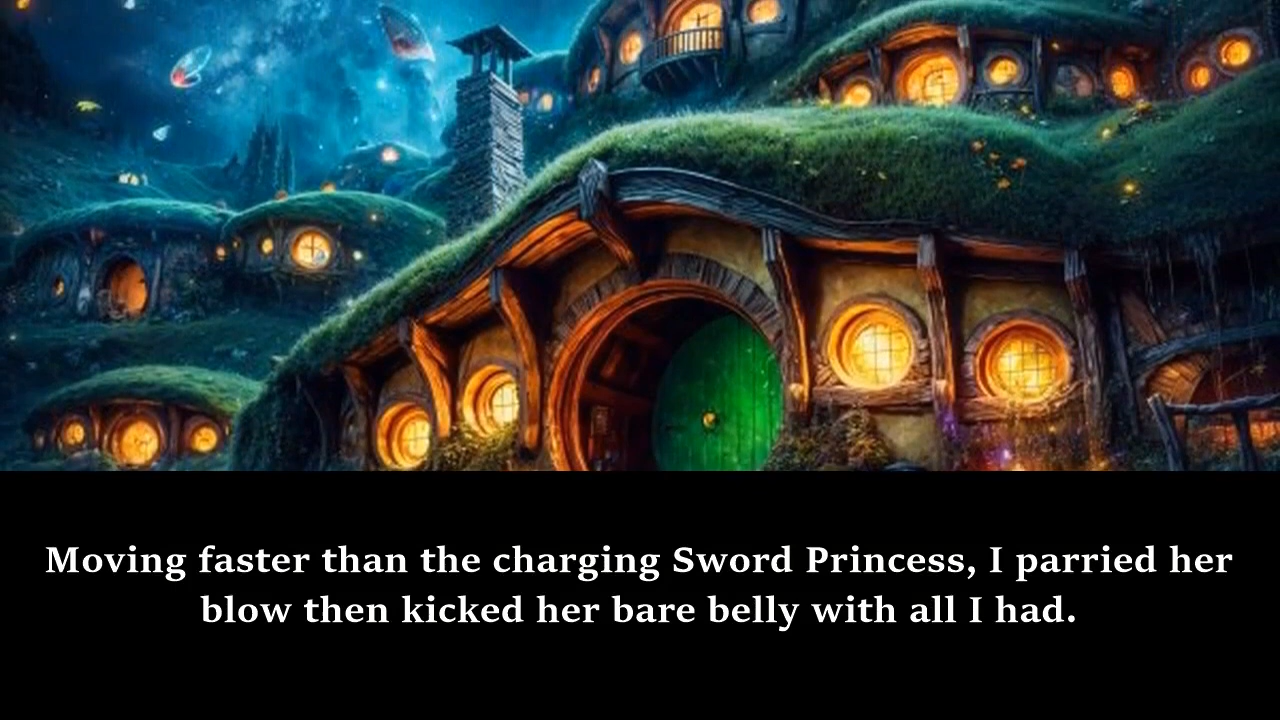 Moving faster than the charging Sword Princess, I parried her
blow then kicked her bare belly with all I had.